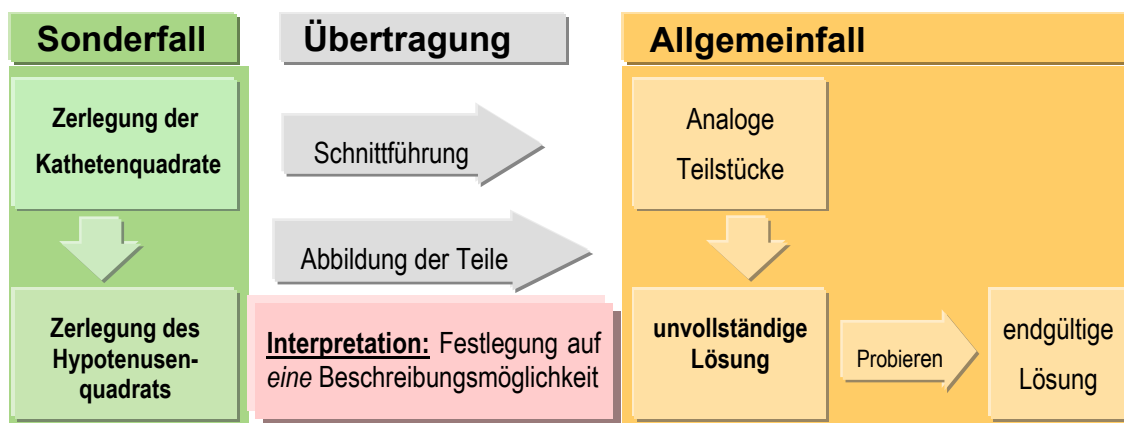 Sonderfall
Übertragung
Allgemeinfall
Zerlegung der
Kathetenquadrate
Schnittführung
Analoge
Teilstücke
Abbildung der Teile
Zerlegung des
Hypotenusen-
quadrats
Interpretation: Festlegung auf
eine Beschreibungsmöglichkeit
unvollständige
Lösung
Probieren
endgültige
Lösung